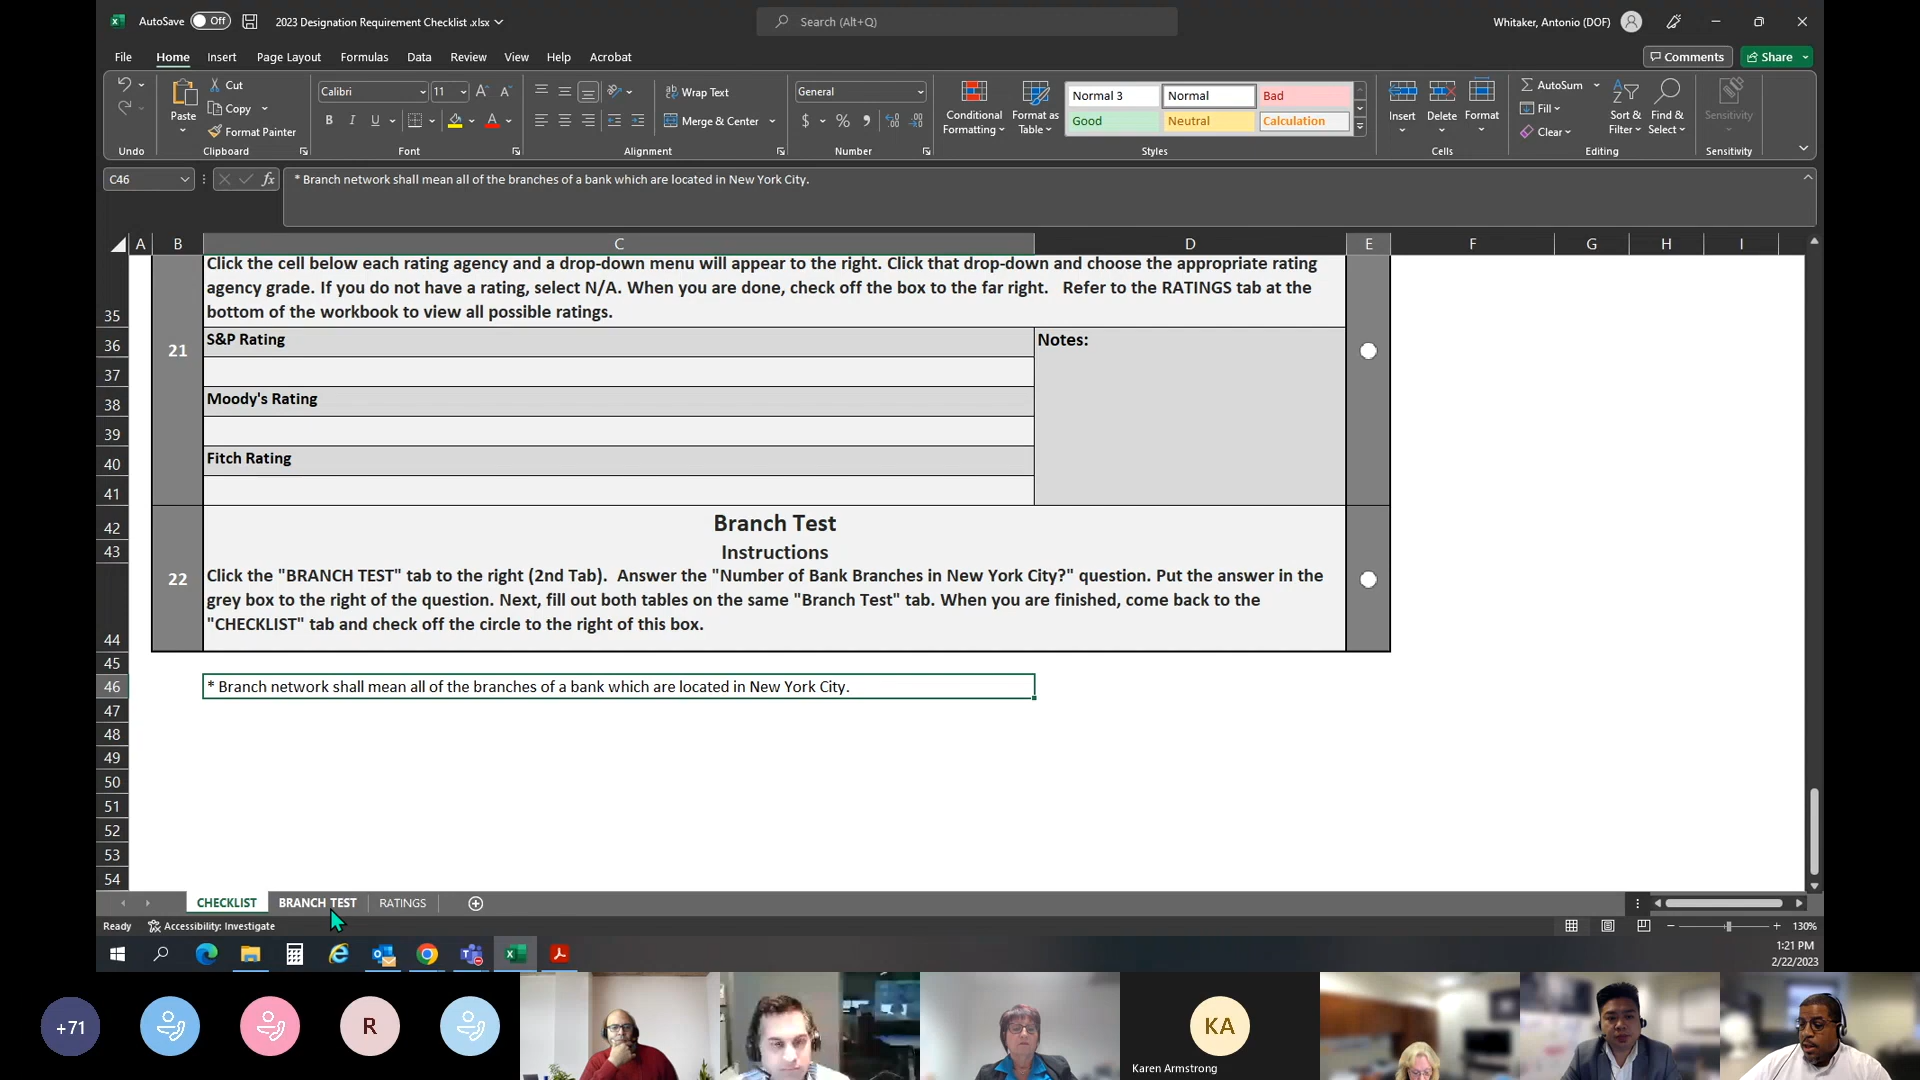 AutoSave Off 2023 Designation Requirement Checklist .xlsx Search (Alt+Q) Whitaker, Antonio (DOF)
File Home Insert Page Layout Formulas Data Review View Help Acrobat Comments Share
Cut
Copy
Format Painter
Paste
Calibri 11
B I U
Wrap Text
Merge & Center
General
$ %
Conditional Formatting
Format as Table
Normal 3 Normal Bad
Good Neutral Calculation
Insert Delete Format
AutoSum
Fill
Clear
Sort & Filter
Find & Select
Sensitivity
Undo Clipboard Font Alignment Number Styles Cells Editing Sensitivity
C46 fx * Branch network shall mean all of the branches of a bank which are located in New York City.
A B C D E F G H I
Click the cell below each rating agency and a drop-down menu will appear to the right. Click that drop-down and choose the appropriate rating
agency grade. If you do not have a rating, select N/A. When you are done, check off the box to the far right. Refer to the RATINGS tab at the
35 bottom of the workbook to view all possible ratings.
36 S&P Rating Notes:
21
37
38 Moody's Rating
39
40 Fitch Rating
41
42 Branch Test
43 Instructions
22 Click the "BRANCH TEST" tab to the right (2nd Tab). Answer the "Number of Bank Branches in New York City?" question. Put the answer in the
grey box to the right of the question. Next, fill out both tables on the same "Branch Test" tab. When you are finished, come back to the
"CHECKLIST" tab and check off the circle to the right of this box.
44
45
46 * Branch network shall mean all of the branches of a bank which are located in New York City.
47
48
49
50
51
52
53
54
CHECKLIST BRANCH TEST RATINGS
Ready Accessibility: Investigate 130%
1:21 PM
2/22/2023
+71 R KA
Karen Armstrong